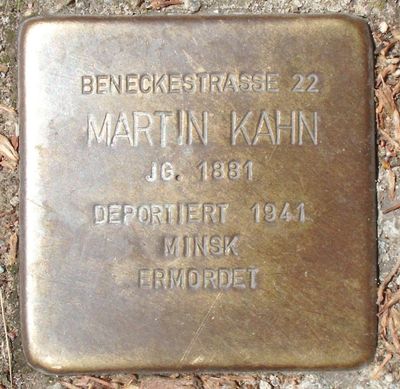 BENECKESTRASSE 22
MARTIN KAHN
JG. 1881
DEPORTIERT 1941
MINSK
ERMORDET